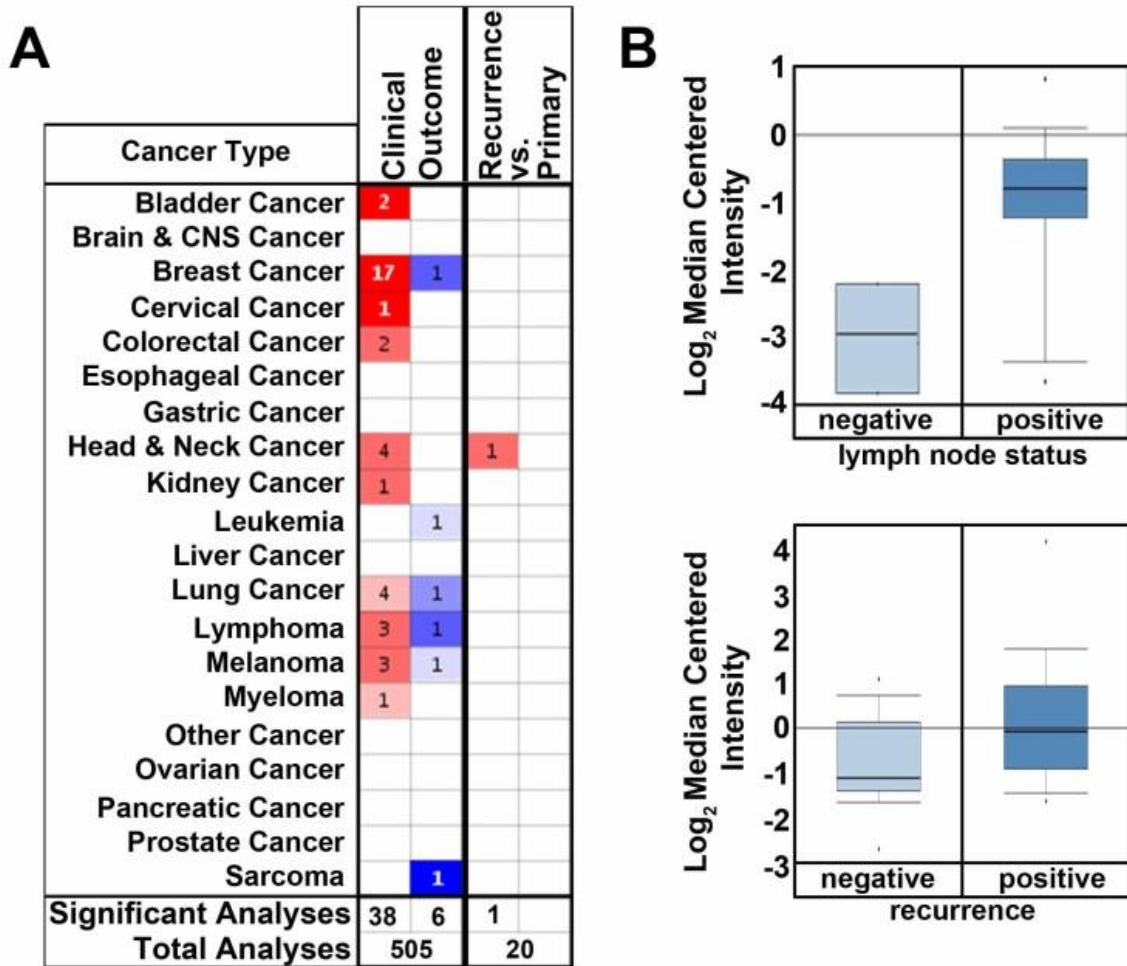 A
Cancer Type
Clinical
Outcome
Recurrence
vs.
Primary
Bladder Cancer 2
Brain & CNS Cancer
Breast Cancer 17 1
Cervical Cancer 1
Colorectal Cancer 2
Esophageal Cancer
Gastric Cancer
Head & Neck Cancer 4 1
Kidney Cancer 1
Leukemia 1
Liver Cancer
Lung Cancer 4 1
Lymphoma 3 1
Melanoma 3 1
Myeloma 1
Other Cancer
Ovarian Cancer
Pancreatic Cancer
Prostate Cancer
Sarcoma 1
Significant Analyses 38 6 1
Total Analyses 505 20
B
Log2 Median Centered
Intensity
1
0
-1
-2
-3
-4
negative positive
lymph node status
Log2 Median Centered
Intensity
4
3
2
1
0
-1
-2
-3
negative positive
recurrence